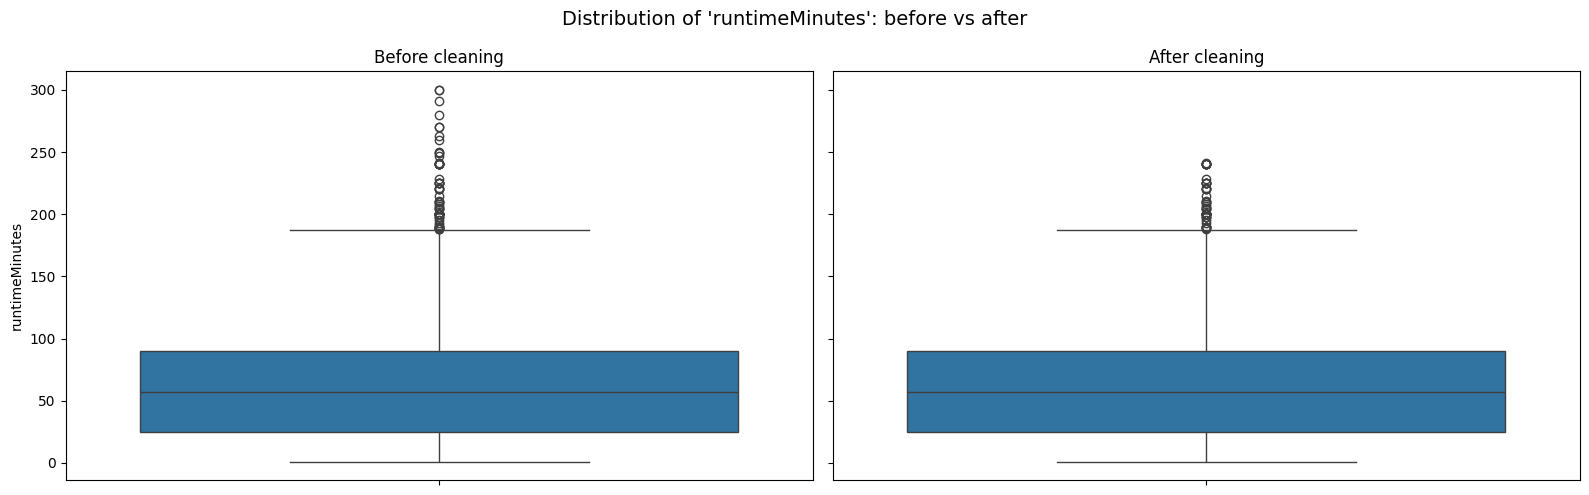 Distribution of 'runtimeMinutes': before vs after
Before cleaning
After cleaning
runtimeMinutes
300
250
200
150
100
50
0